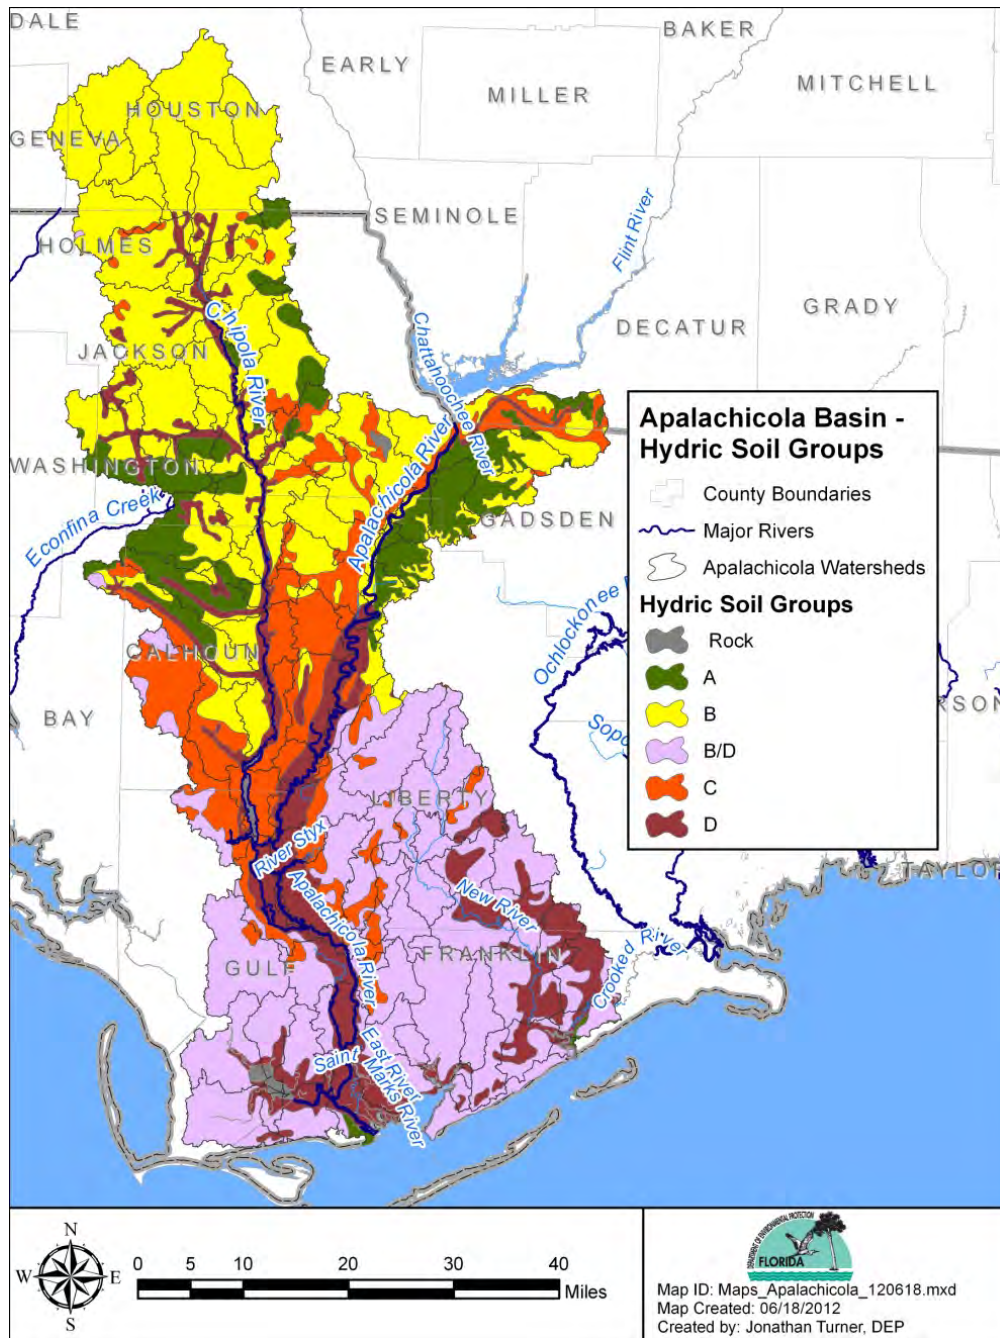 DALE
BAKER
EARLY
MILLER
MITCHELL
HOUSTON
GENEVA
SEMINOLE
Flint River
HOLMES
Chipola River
Chattahoochee River
DECATUR
GRADY
JACKSON
Apalachicola Basin -
Hydric Soil Groups
County Boundaries
Major Rivers
Apalachicola Watersheds
Hydric Soil Groups
Rock
A
B
B/D
C
D
WASHINGTON
Apalachicola River
Econfina Creek
GADSDEN
Ochlockonee
CALHOUN
BAY
LIBERTY
River Styx
TAYLOR
Apalachicola River
New River
FRANKLIN
GULF
Crooked River
East River
Saint Marks River
N
W E
S
0 5 10 20 30 40
Miles
DEPARTMENT OF ENVIRONMENTAL PROTECTION
FLORIDA
Map ID: Maps_Apalachicola_120618.mxd
Map Created: 06/18/2012
Created by: Jonathan Turner, DEP